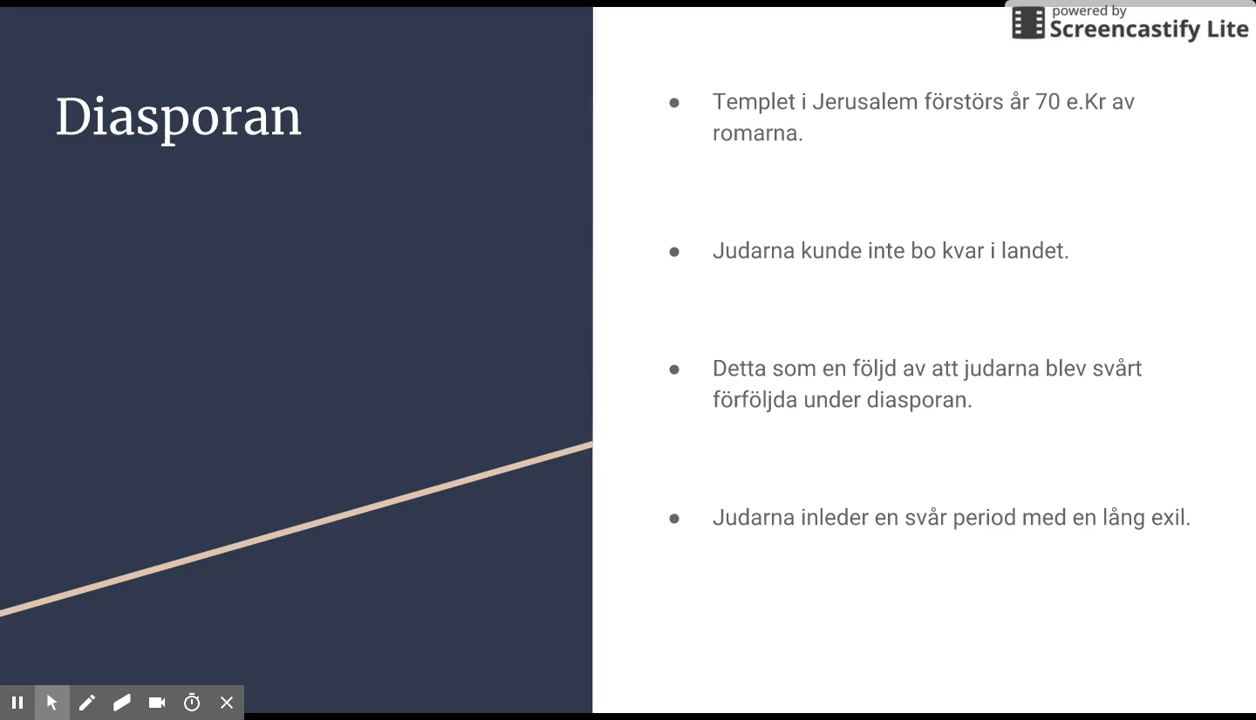 powered by
Screencastify Lite
Diasporan
● Templet i Jerusalem förstörs år 70 e.Kr av
romarna.
● Judarna kunde inte bo kvar i landet.
● Detta som en följd av att judarna blev svårt
förföljda under diasporan.
● Judarna inleder en svår period med en lång exil.